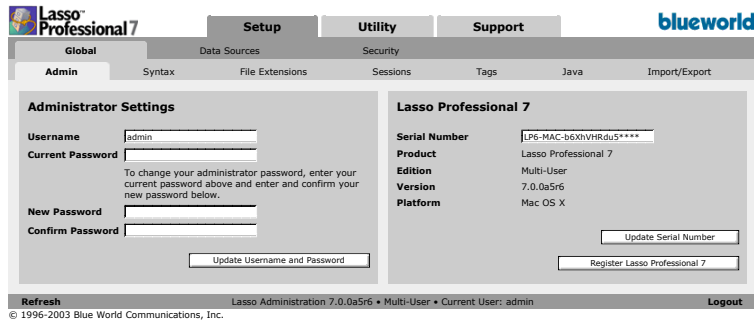 Lasso™
Professional 7
Setup Utility Support
blueworld
Global Data Sources Security
Admin Syntax File Extensions Sessions Tags Java Import/Export
Administrator Settings
Username admin
Current Password
To change your administrator password, enter your
current password above and enter and confirm your
new password below.
New Password
Confirm Password
Update Username and Password
Lasso Professional 7
Serial Number LP6-MAC-b6XhVHRdu5****
Product Lasso Professional 7
Edition Multi-User
Version 7.0.0a5r6
Platform Mac OS X
Update Serial Number
Register Lasso Professional 7
Refresh Lasso Administration 7.0.0a5r6 • Multi-User • Current User: admin Logout
© 1996-2003 Blue World Communications, Inc.